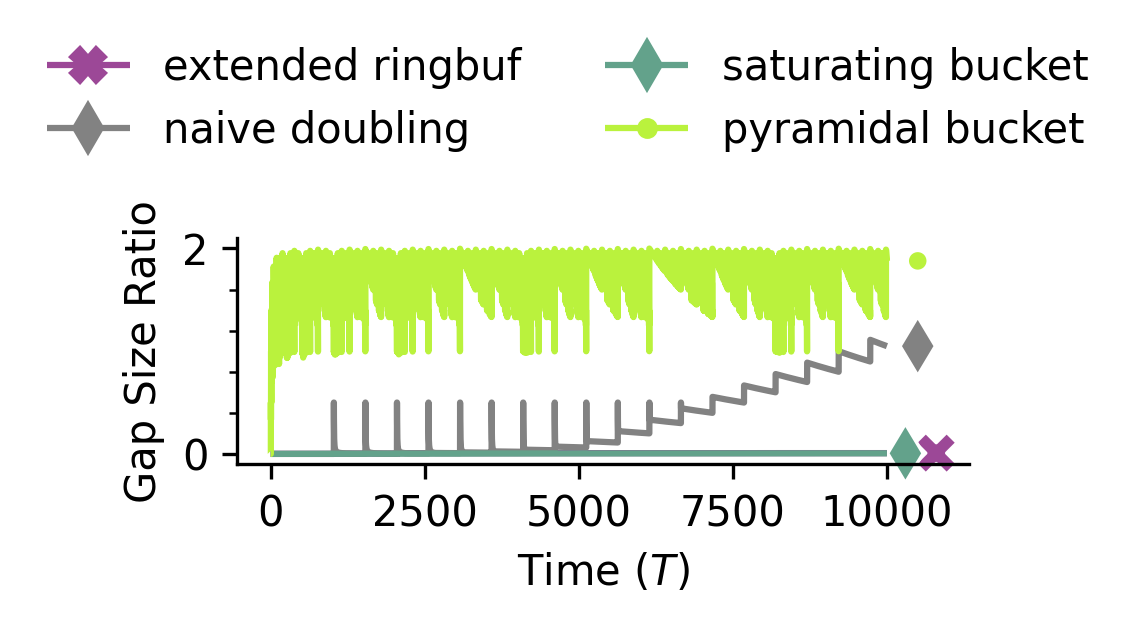 extended ringbuf
naive doubling
saturating bucket
pyramidal bucket
Gap Size Ratio
2
0
0 2500 5000 7500 10000
Time (T)